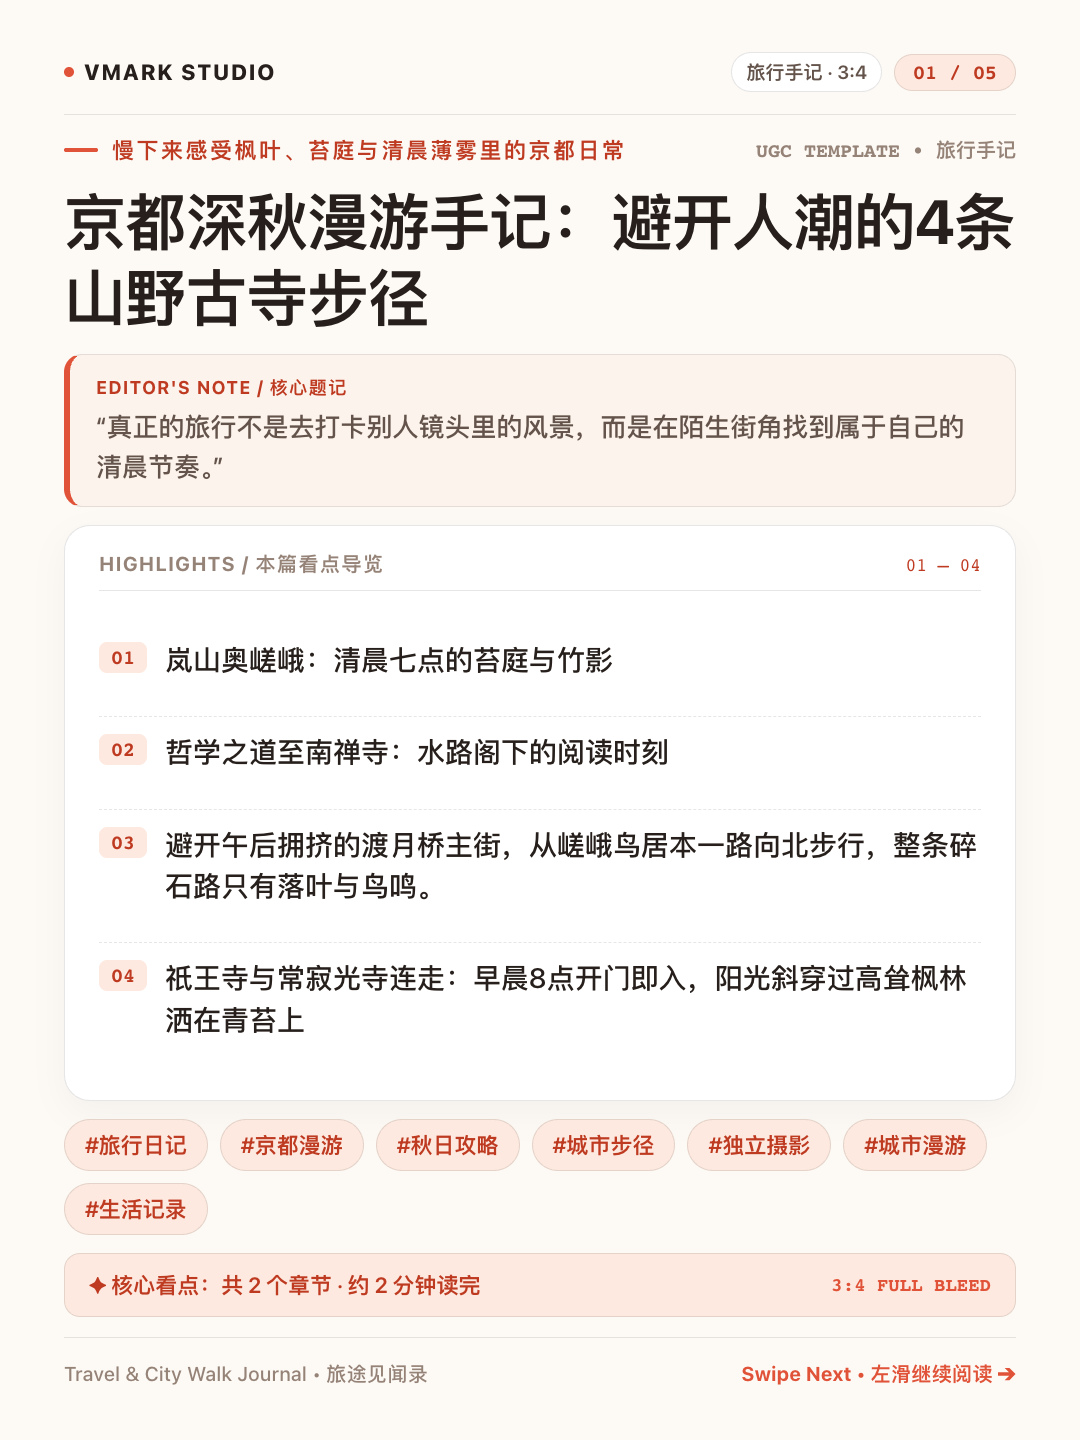 VMARK STUDIO
旅行手记 · 3:4
01 / 05
慢下来感受枫叶、苔庭与清晨薄雾里的京都日常
UGC TEMPLATE • 旅行手记
京都深秋漫游手记：避开人潮的4条
山野古寺步径
EDITOR'S NOTE / 核心题记
“真正的旅行不是去打卡别人镜头里的风景，而是在陌生街角找到属于自己的
清晨节奏。”
HIGHLIGHTS / 本篇看点导览
01 — 04
01 岚山奥嵯峨：清晨七点的苔庭与竹影
02 哲学之道至南禅寺：水路阁下的阅读时刻
03 避开午后拥挤的渡月桥主街，从嵯峨鸟居本一路向北步行，整条碎
石路只有落叶与鸟鸣。
04 祇王寺与常寂光寺连走：早晨8点开门即入，阳光斜穿过高耸枫林
洒在青苔上
#旅行日记 #京都漫游 #秋日攻略 #城市步径 #独立摄影 #城市漫游
#生活记录
✦ 核心看点：共 2 个章节 · 约 2 分钟读完
3:4 FULL BLEED
Travel & City Walk Journal • 旅途见闻录
Swipe Next • 左滑继续阅读 ➔